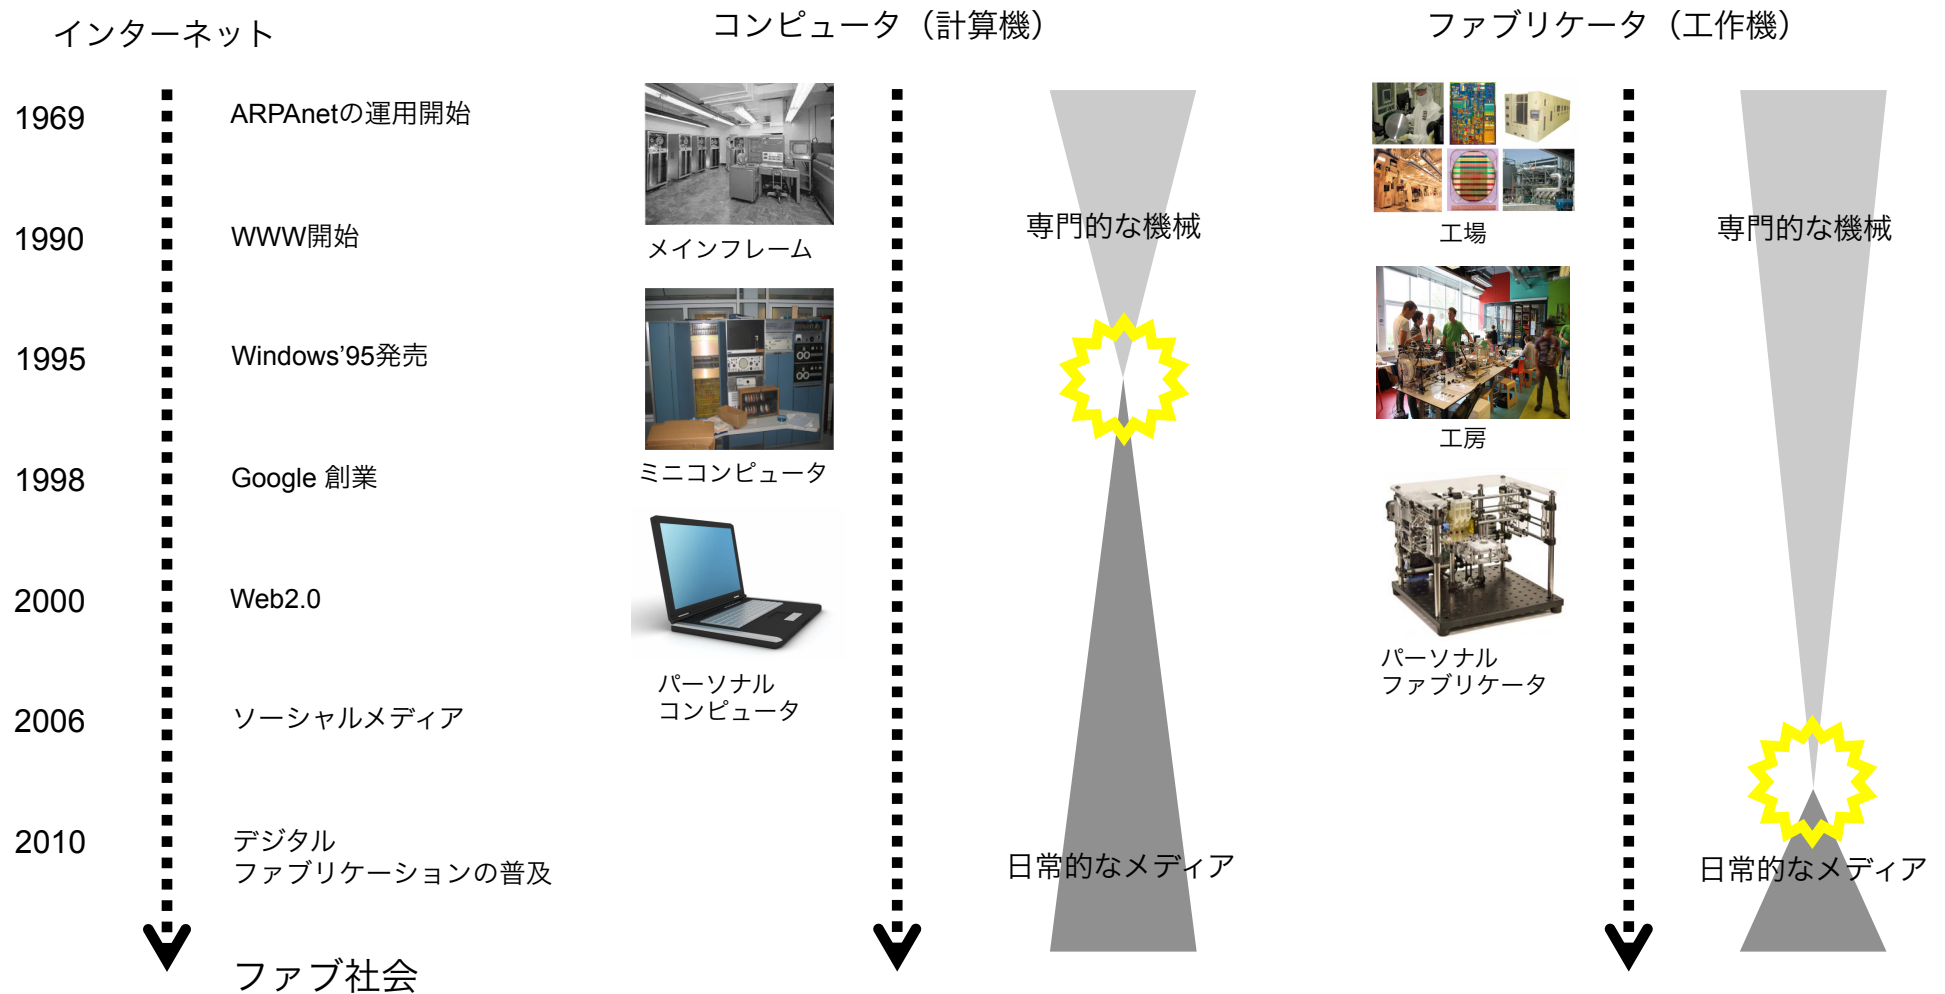 インターネット
コンピュータ（計算機）
ファブリケータ（工作機）
1969
ARPAnetの運用開始
1990
WWW開始
1995
Windows’95発売
1998
Google 創業
2000
Web2.0
2006
ソーシャルメディア
2010
デジタル
ファブリケーションの普及
ファブ社会
メインフレーム
ミニコンピュータ
パーソナル
コンピュータ
専門的な機械
日常的なメディア
工場
工房
パーソナル
ファブリケータ
専門的な機械
日常的なメディア